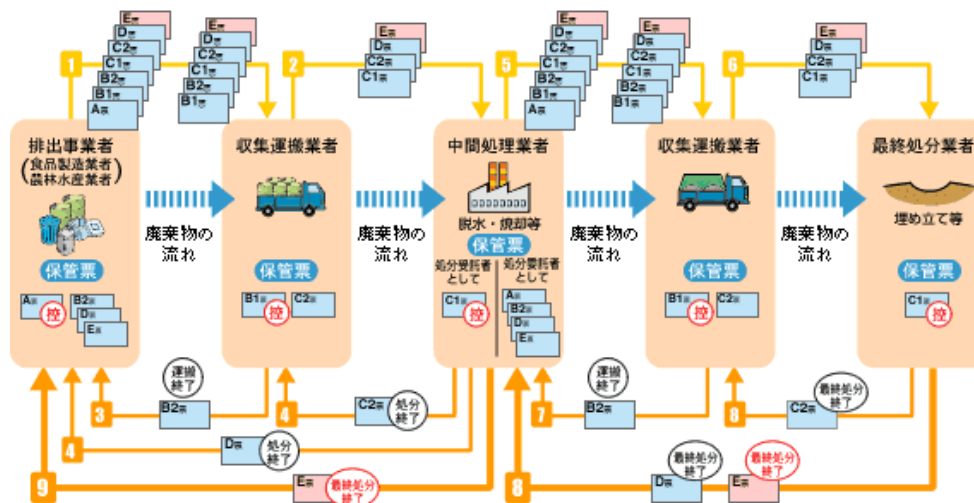 E票
D票
C2票
C1票
B2票
B1票
A票
1
E票
D票
C2票
C1票
B2票
B1票
2
E票
D票
C2票
C1票
5
E票
D票
C2票
C1票
B2票
B1票
A票
E票
D票
C2票
C1票
B2票
B1票
6
E票
D票
C2票
C1票
排出事業者
(食品製造業者
農林水産業者)
保管票
A票
控
B2票
D票
E票
廃棄物の
流れ
収集運搬業者
保管票
B1票
控
C2票
廃棄物の
流れ
中間処理業者
脱水・焼却等
保管票
処分受託者
として
C1票
控
処分委託者
として
A票
B2票
D票
E票
廃棄物の
流れ
収集運搬業者
保管票
B1票
控
C2票
廃棄物の
流れ
最終処分業者
埋め立て等
保管票
C1票
控
3
運搬
終了
B2票
4
C2票
処分
終了
4
D票
処分
終了
9
E票
最終処分
終了
7
運搬
終了
B2票
8
C2票
最終処分
終了
8
D票
最終処分
終了
E票
最終処分
終了